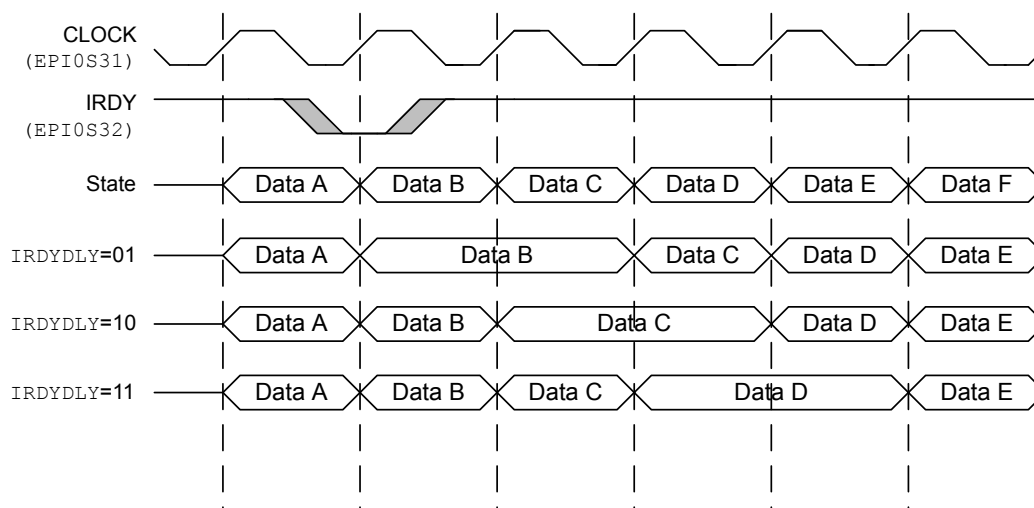 CLOCK
(EPI0S31)
IRDY
(EPI0S32)
State Data A Data B Data C Data D Data E Data F
IRDYDLY=01 Data A Data B Data C Data D Data E
IRDYDLY=10 Data A Data B Data C Data D Data E
IRDYDLY=11 Data A Data B Data C Data D Data E